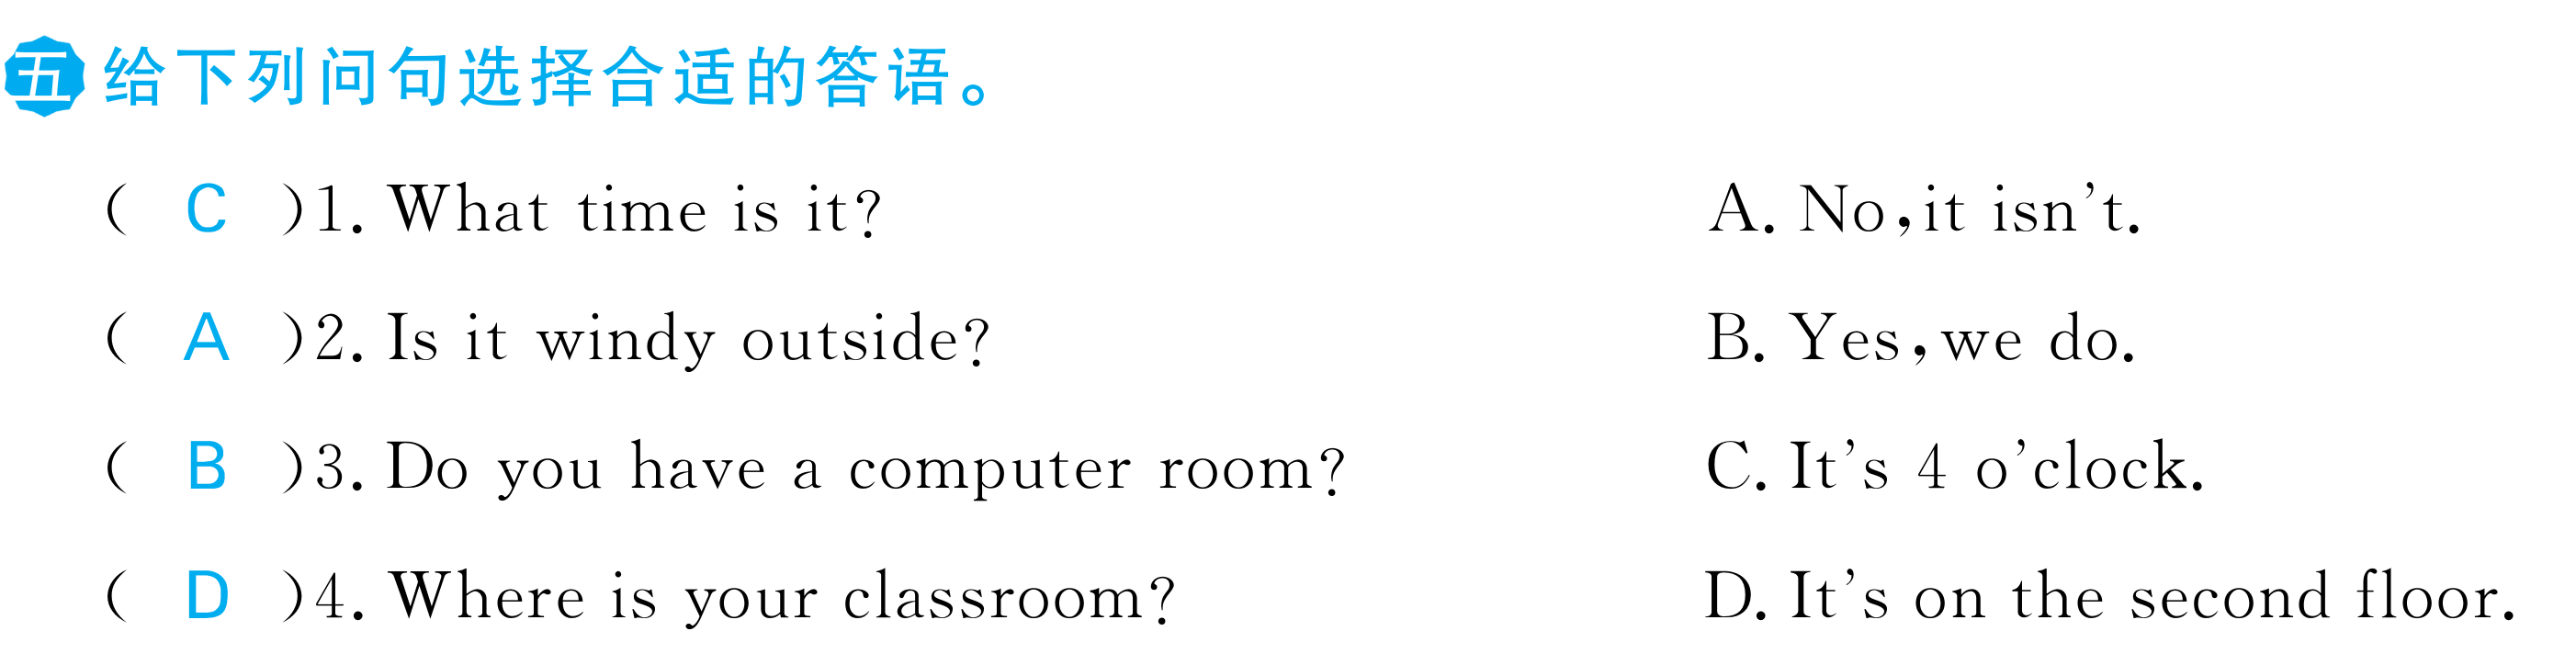 五 给下列问句选择合适的答语。
( C )1. What time is it? A. No,it isn't.
( A )2. Is it windy outside? B. Yes,we do.
( B )3. Do you have a computer room? C. It's 4 o'clock.
( D )4. Where is your classroom? D. It's on the second floor.